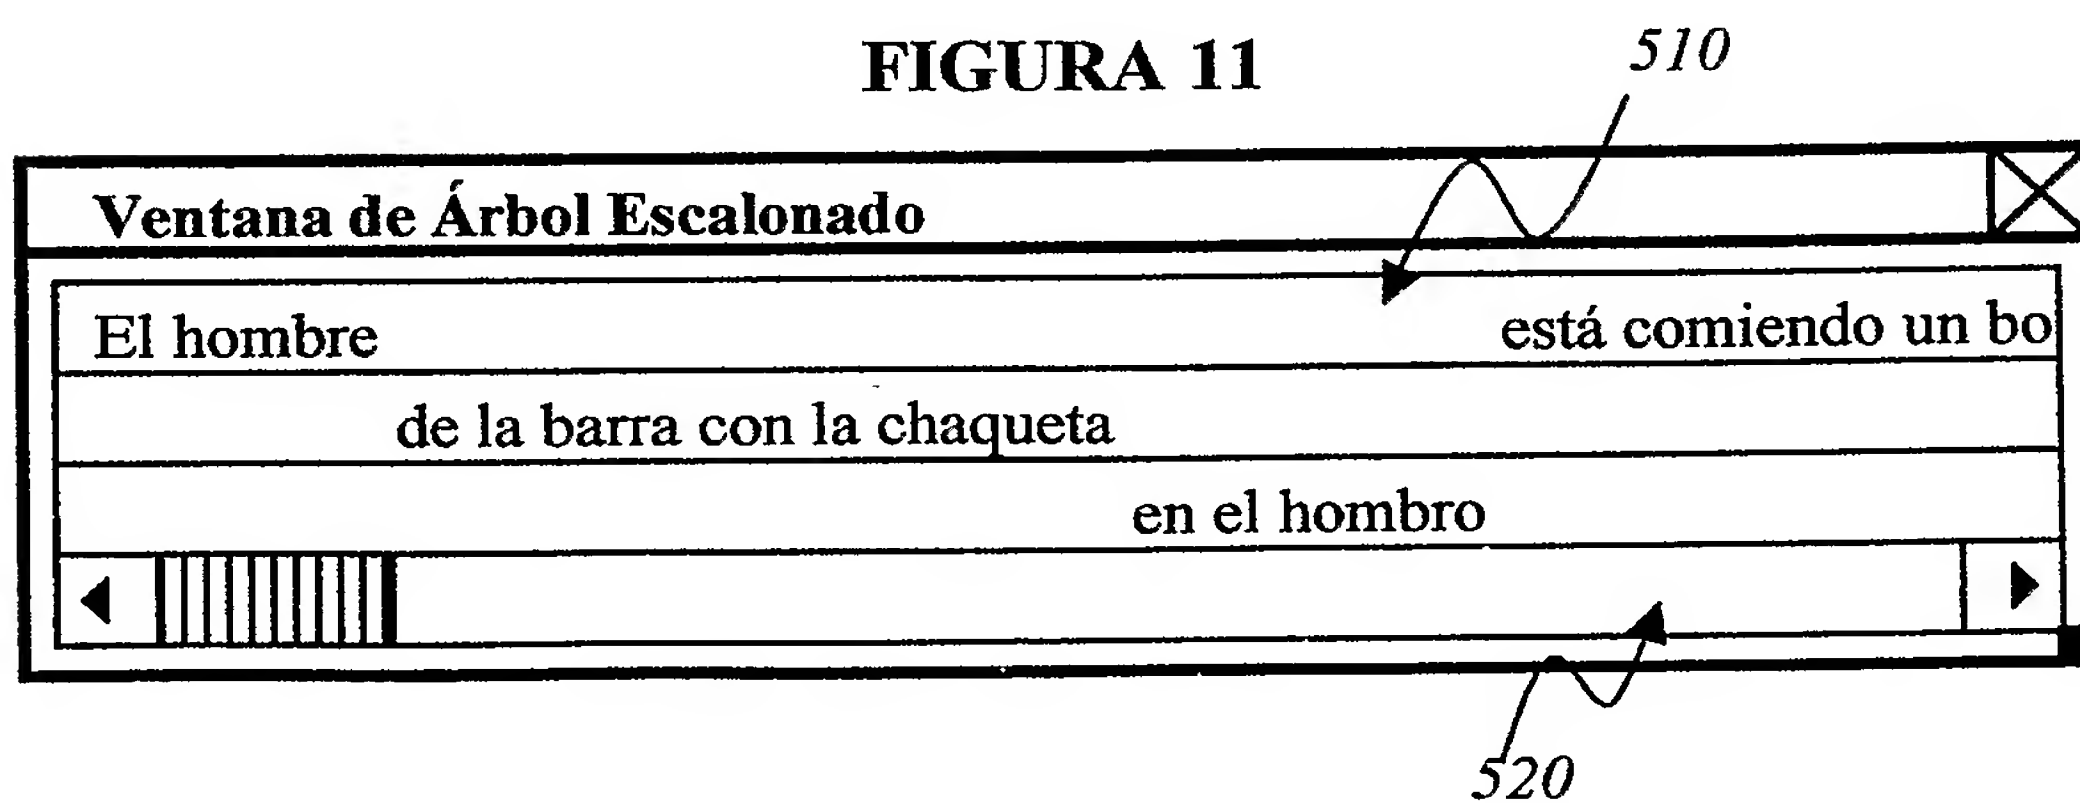 FIGURA 11
510
Ventana de Árbol Escalonado
El hombre está comiendo un bo
de la barra con la chaqueta
en el hombro
520